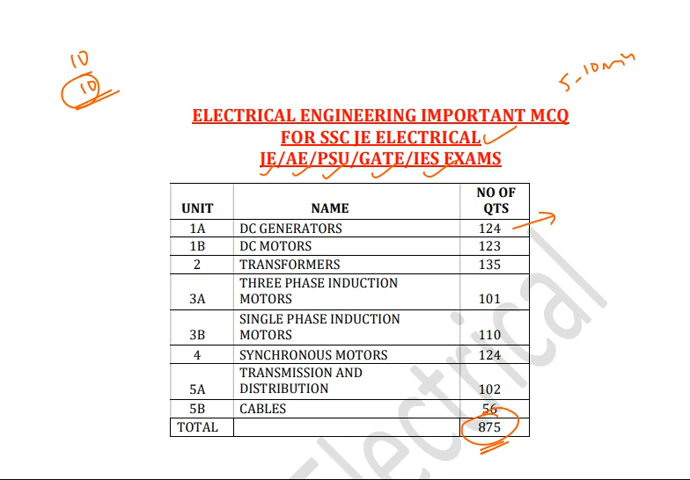 10
10
5-10 min
ELECTRICAL ENGINEERING IMPORTANT MCQ
FOR SSC JE ELECTRICAL
JE/AE/PSU/GATE/IES EXAMS
UNIT NAME NO OF QTS
1A DC GENERATORS 124
1B DC MOTORS 123
2 TRANSFORMERS 135
3A THREE PHASE INDUCTION MOTORS 101
3B SINGLE PHASE INDUCTION MOTORS 110
4 SYNCHRONOUS MOTORS 124
5A TRANSMISSION AND DISTRIBUTION 102
5B CABLES 56
TOTAL 875
Electrical